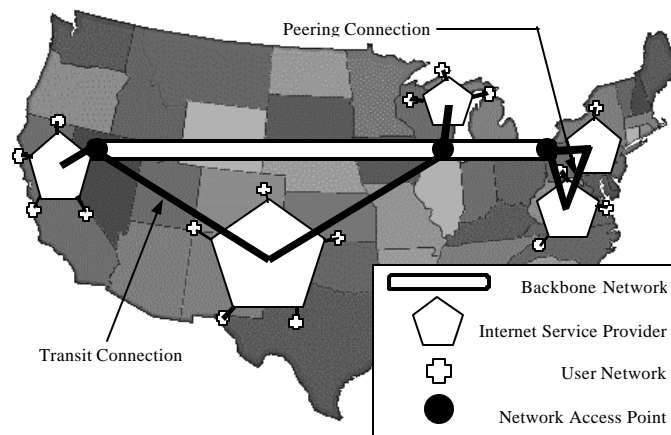 Peering Connection
Transit Connection
Backbone Network
Internet Service Provider
User Network
Network Access Point